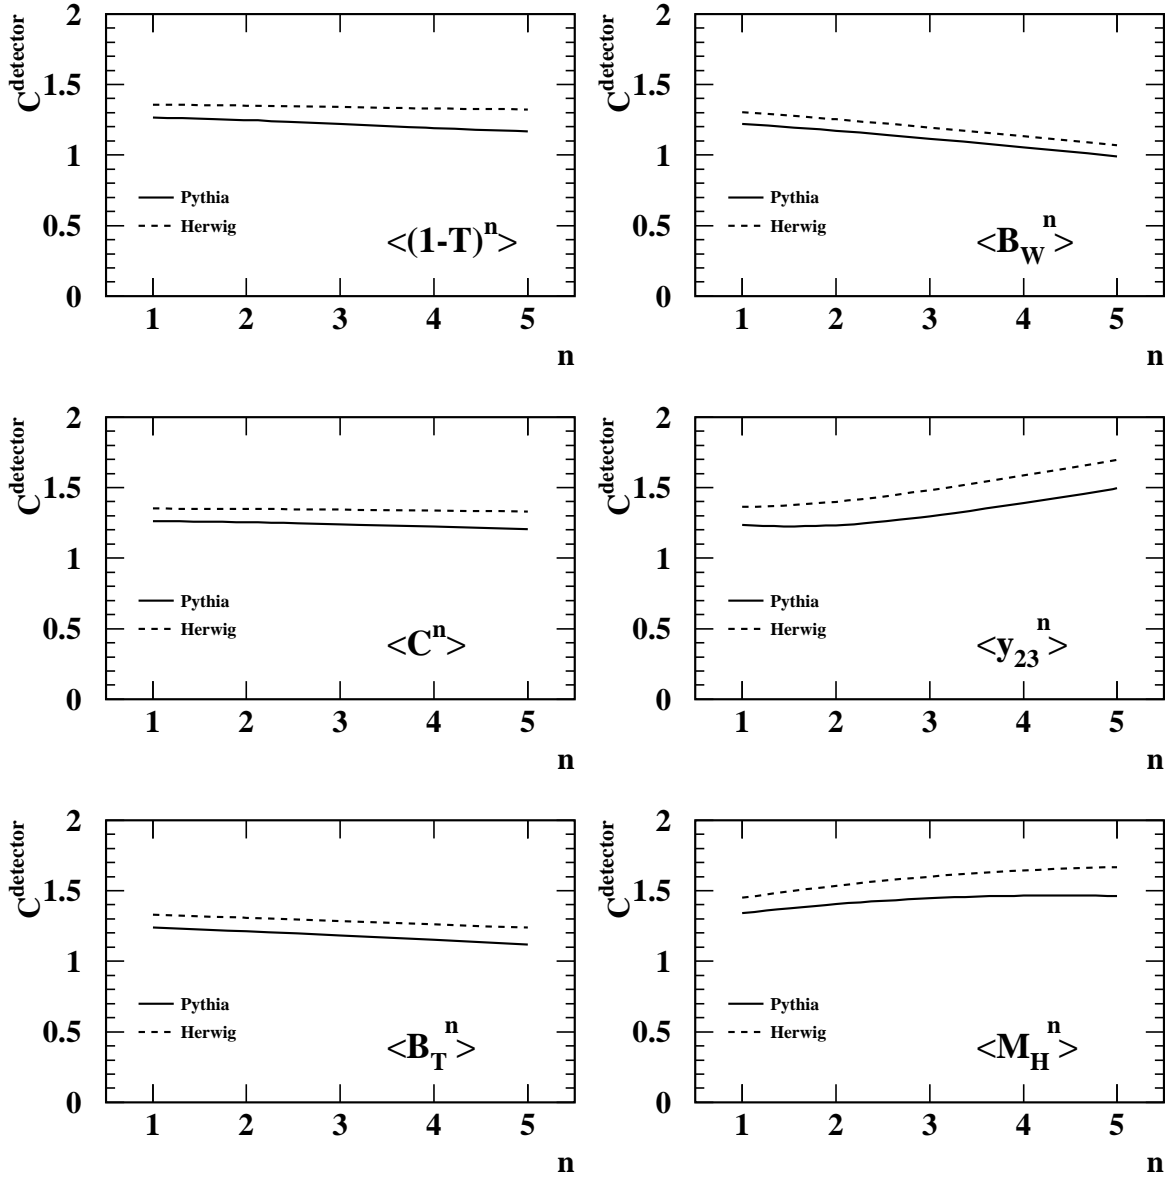 C^detector
2
1.5
1
0.5
0
Pythia
Herwig
<(1-T)^n>
1 2 3 4 5
n
C^detector
2
1.5
1
0.5
0
Pythia
Herwig
<B_W^n>
1 2 3 4 5
n
C^detector
2
1.5
1
0.5
0
Pythia
Herwig
<C^n>
1 2 3 4 5
n
C^detector
2
1.5
1
0.5
0
Pythia
Herwig
<y_23^n>
1 2 3 4 5
n
C^detector
2
1.5
1
0.5
0
Pythia
Herwig
<B_T^n>
1 2 3 4 5
n
C^detector
2
1.5
1
0.5
0
Pythia
Herwig
<M_H^n>
1 2 3 4 5
n